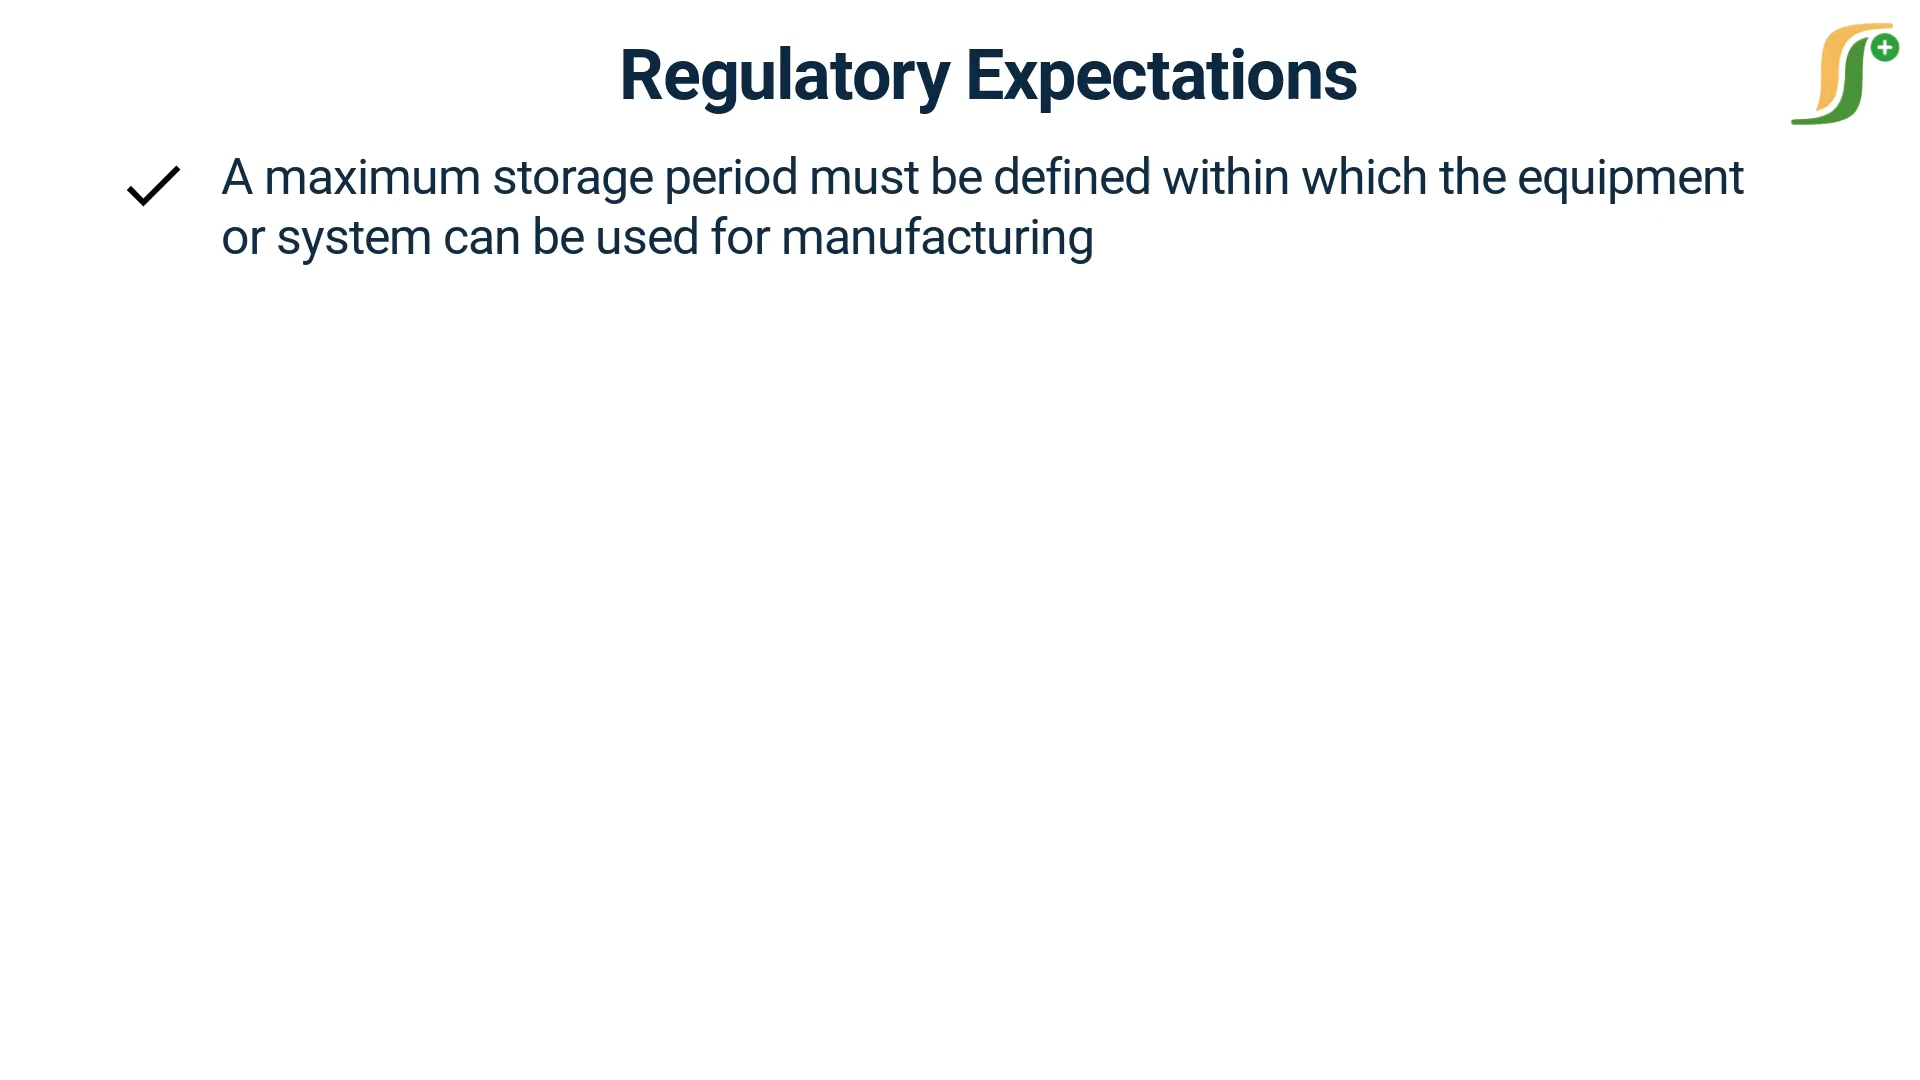 Regulatory Expectations
A maximum storage period must be defined within which the equipment
or system can be used for manufacturing